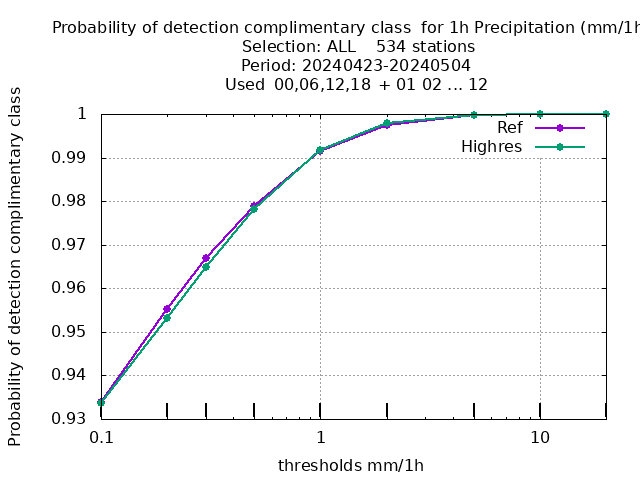 Probability of detection complimentary class  for 1h Precipitation (mm/1h
Selection: ALL    534 stations
Period: 20240423-20240504
Used  00,06,12,18 + 01 02 ... 12
Probability of detection complimentary class
1
0.99
0.98
0.97
0.96
0.95
0.94
0.93
Ref
Highres
0.1
1
10
thresholds mm/1h